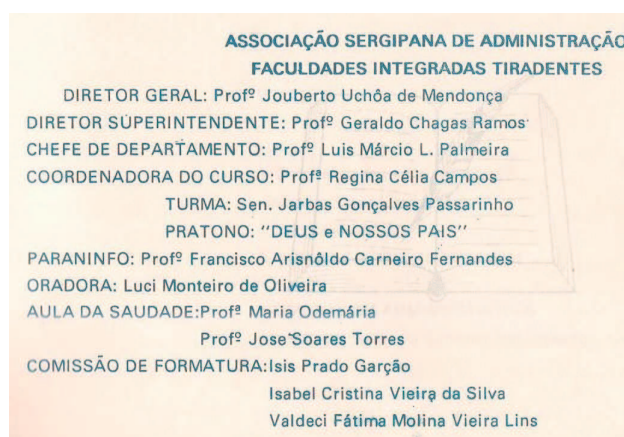 ASSOCIAÇÃO SERGIPANA DE ADMINISTRAÇÃO
FACULDADES INTEGRADAS TIRADENTES
DIRETOR GERAL: Profº Jouberto Uchôa de Mendonça
DIRETOR SUPERINTENDENTE: Profº Geraldo Chagas Ramos
CHEFE DE DEPARTAMENTO: Profº Luis Márcio L. Palmeira
COORDENADORA DO CURSO: Profª Regina Célia Campos
TURMA: Sen. Jarbas Gonçalves Passarinho
PRATONO: "DEUS e NOSSOS PAIS"
PARANINFO: Profº Francisco Arisnôldo Carneiro Fernandes
ORADORA: Luci Monteiro de Oliveira
AULA DA SAUDADE:Profª Maria Odemária
Profº Jose Soares Torres
COMISSÃO DE FORMATURA:Isis Prado Garção
Isabel Cristina Vieira da Silva
Valdeci Fátima Molina Vieira Lins